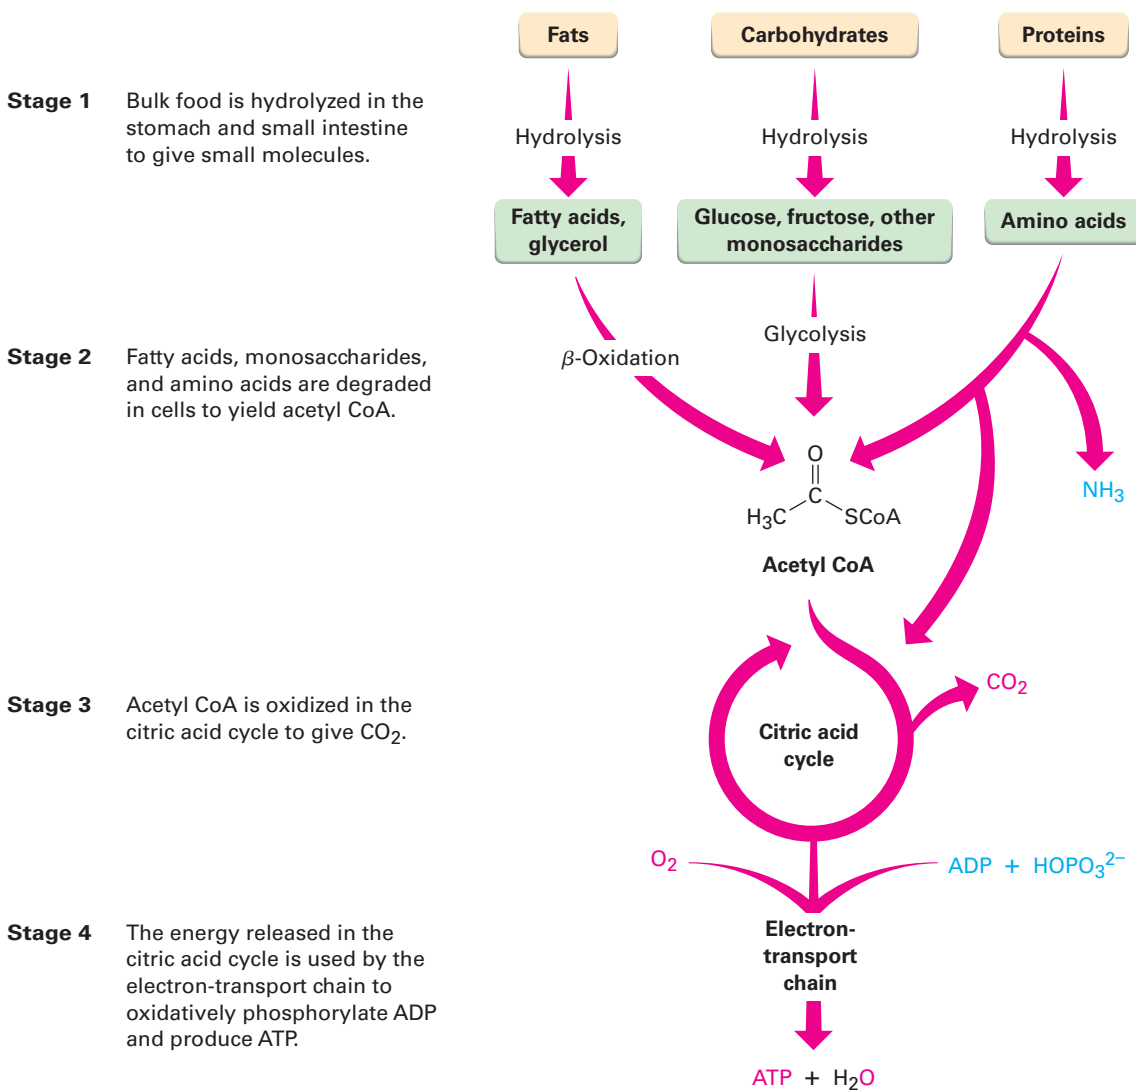 Fats
Carbohydrates
Proteins
Stage 1
Bulk food is hydrolyzed in the
stomach and small intestine
to give small molecules.
Hydrolysis
Hydrolysis
Hydrolysis
Fatty acids,
glycerol
Glucose, fructose, other
monosaccharides
Amino acids
Stage 2
Fatty acids, monosaccharides,
and amino acids are degraded
in cells to yield acetyl CoA.
β-Oxidation
Glycolysis
NH₃
O
C
H₃C
SCoA
Acetyl CoA
Stage 3
Acetyl CoA is oxidized in the
citric acid cycle to give CO₂.
CO₂
Citric acid
cycle
O₂
ADP + HOPO₃²⁻
Stage 4
The energy released in the
citric acid cycle is used by the
electron-transport chain to
oxidatively phosphorylate ADP
and produce ATP.
Electron-
transport
chain
ATP + H₂O